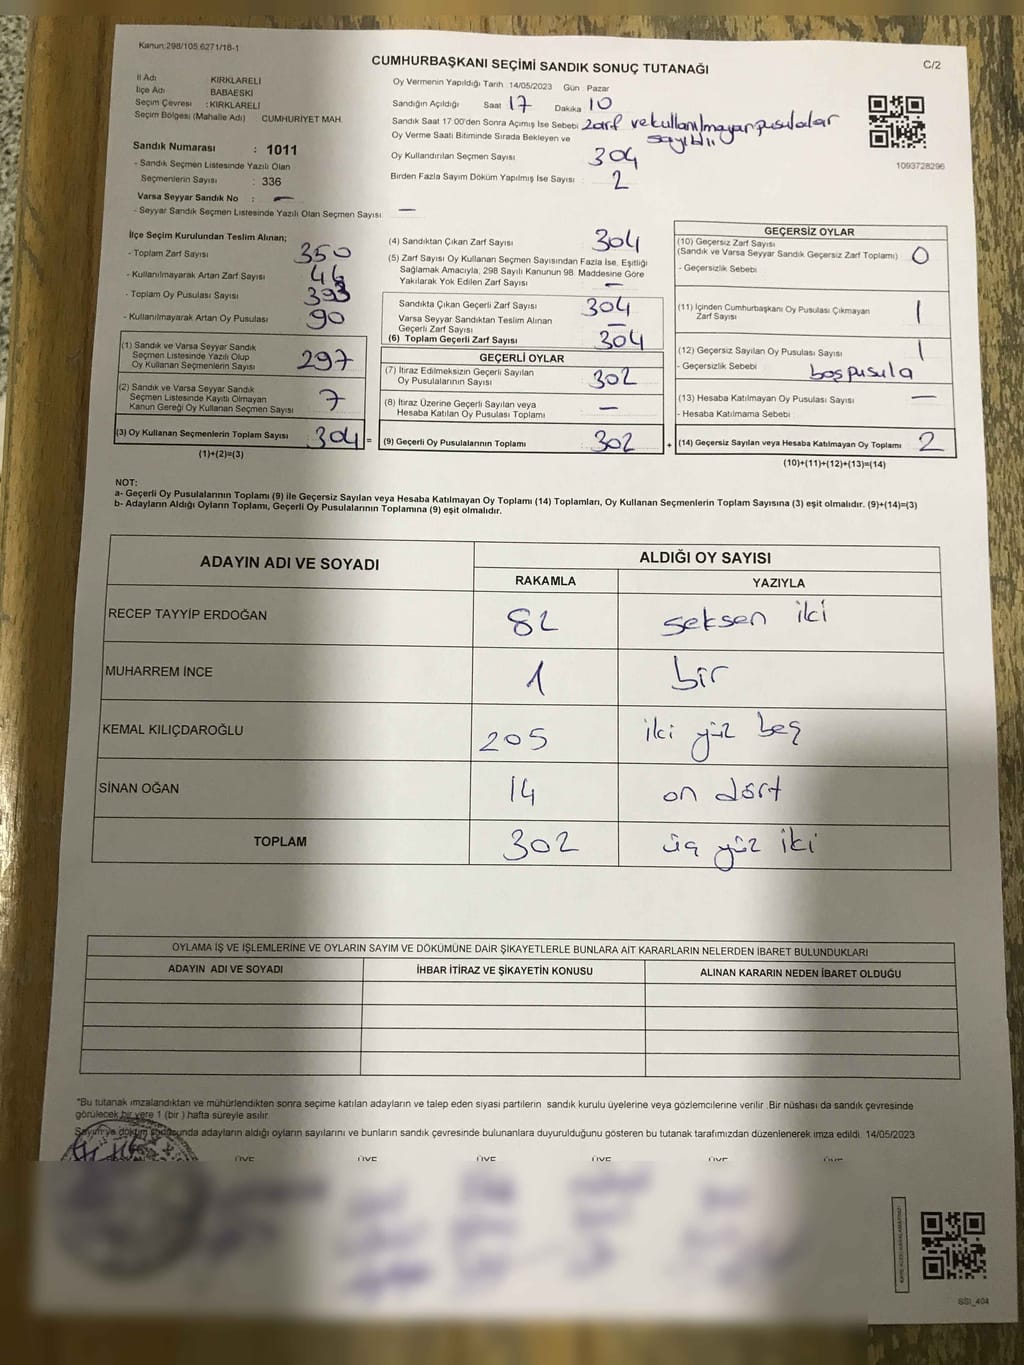 Kanun:298/105.6271/18-1
CUMHURBAŞKANI SEÇİMİ SANDIK SONUÇ TUTANAĞI
C/2
İl Adı KIRKLARELİ
İlçe Adı BABAESKİ
Seçim Çevresi : KIRKLARELİ
Seçim Bölgesi (Mahalle Adı) CUMHURİYET MAH.
Sandık Numarası : 1011
- Sandık Seçmen Listesinde Yazılı Olan
Seçmenlerin Sayısı : 336
Varsa Seyyar Sandık No : —
- Seyyar Sandık Seçmen Listesinde Yazılı Olan Seçmen Sayısı —
Oy Vermenin Yapıldığı Tarih : 14/05/2023 Gün : Pazar
Sandığın Açıldığı Saat 17 Dakika 10
Sandık Saat 17:00'den Sonra Açımış İse Sebebi zarf ve kullanılmayan pusulalar
sayıldı
Oy Verme Saati Bitiminde Sırada Bekleyen ve
Oy Kullandırılan Seçmen Sayısı 304
Birden Fazla Sayım Döküm Yapılmış İse Sayısı 2
1093728296
İlçe Seçim Kurulundan Teslim Alınan;
- Toplam Zarf Sayısı 350
- Kullanılmayarak Artan Zarf Sayısı 46
- Toplam Oy Pusulası Sayısı 393
- Kullanılmayarak Artan Oy Pusulası 90
(1) Sandık ve Varsa Seyyar Sandık
Seçmen Listesinde Yazılı Olup
Oy Kullanan Seçmenlerin Sayısı 297
(2) Sandık ve Varsa Seyyar Sandık
Seçmen Listesinde Kayıtlı Olmayan
Kanun Gereği Oy Kullanan Seçmen Sayısı 7
(3) Oy Kullanan Seçmenlerin Toplam Sayısı 304 =
(1)+(2)=(3)
(4) Sandıktan Çıkan Zarf Sayısı 304
(5) Zarf Sayısı Oy Kullanan Seçmen Sayısından Fazla İse, Eşitliği
Sağlamak Amacıyla, 298 Sayılı Kanunun 98. Maddesine Göre
Yakılarak Yok Edilen Zarf Sayısı —
Sandıkta Çıkan Geçerli Zarf Sayısı 304
Varsa Seyyar Sandıktan Teslim Alınan
Geçerli Zarf Sayısı —
(6) Toplam Geçerli Zarf Sayısı 304
GEÇERLİ OYLAR
(7) İtiraz Edilmeksizin Geçerli Sayılan
Oy Pusulalarının Sayısı 302
(8) İtiraz Üzerine Geçerli Sayılan veya
Hesaba Katılan Oy Pusulası Toplamı —
(9) Geçerli Oy Pusulalarının Toplamı 302 +
GEÇERSİZ OYLAR
(10) Geçersiz Zarf Sayısı
(Sandık ve Varsa Seyyar Sandık Geçersiz Zarf Toplamı) 0
- Geçersizlik Sebebi
(11) İçinden Cumhurbaşkanı Oy Pusulası Çıkmayan
Zarf Sayısı 1
(12) Geçersiz Sayılan Oy Pusulası Sayısı 1
- Geçersizlik Sebebi boş pusula
(13) Hesaba Katılmayan Oy Pusulası Sayısı —
- Hesaba Katılmama Sebebi
(14) Geçersiz Sayılan veya Hesaba Katılmayan Oy Toplamı 2
(10)+(11)+(12)+(13)=(14)
NOT:
a- Geçerli Oy Pusulalarının Toplamı (9) ile Geçersiz Sayılan veya Hesaba Katılmayan Oy Toplamı (14) Toplamları, Oy Kullanan Seçmenlerin Toplam Sayısına (3) eşit olmalıdır. (9)+(14)=(3)
b- Adayların Aldığı Oyların Toplamı, Geçerli Oy Pusulalarının Toplamına (9) eşit olmalıdır.
ADAYIN ADI VE SOYADI ALDIĞI OY SAYISI
RAKAMLA YAZIYLA
RECEP TAYYİP ERDOĞAN 82 seksen iki
MUHARREM İNCE 1 bir
KEMAL KILIÇDAROĞLU 205 iki yüz beş
SİNAN OĞAN 14 on dört
TOPLAM 302 üç yüz iki
OYLAMA İŞ VE İŞLEMLERİNE VE OYLARIN SAYIM VE DÖKÜMÜNE DAİR ŞİKAYETLERLE BUNLARA AİT KARARLARIN NELERDEN İBARET BULUNDUKLARI
ADAYIN ADI VE SOYADI İHBAR İTİRAZ VE ŞİKAYETİN KONUSU ALINAN KARARIN NEDEN İBARET OLDUĞU
"Bu tutanak imzalandıktan ve mühürlendikten sonra seçime katılan adayların ve talep eden siyasi partilerin sandık kurulu üyelerine veya gözlemcilerine verilir. Bir nüshası da sandık çevresinde
görülecek bir yere 1 (bir) hafta süreyle asılır.
Sayım ve döküm sonucunda adayların aldığı oyların sayılarını ve bunların sandık çevresinde bulunanlara duyurulduğunu gösteren bu tutanak tarafımızdan düzenlenerek imza edildi. 14/05/2023
ÜYE ÜYE ÜYE ÜYE ÜYE
SSI_404